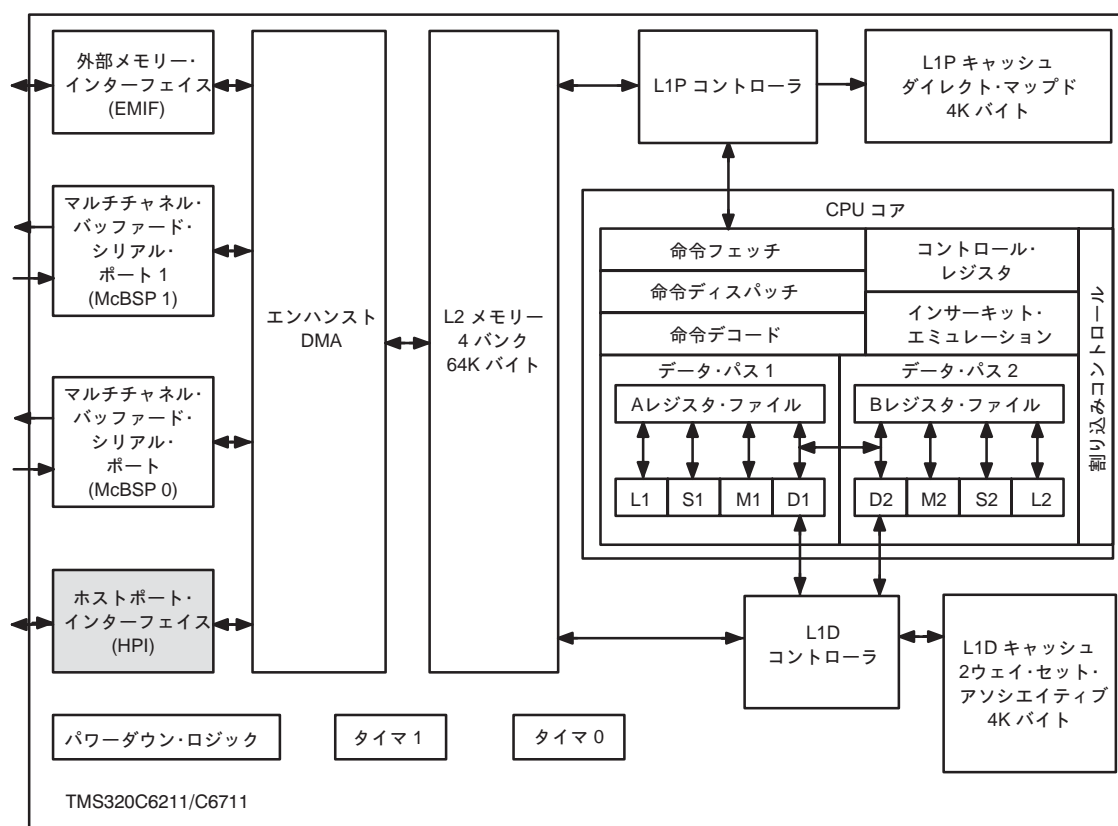 外部メモリー・
インターフェイス
(EMIF)
マルチチャネル・
バッファード・
シリアル・
ポート 1
(McBSP 1)
マルチチャネル・
バッファード・
シリアル・
ポート
(McBSP 0)
ホストポート・
インターフェイス
(HPI)
エンハンスト
DMA
L2 メモリー
4 バンク
64K バイト
L1P コントローラ
L1P キャッシュ
ダイレクト・マップド
4K バイト
CPU コア
命令フェッチ
命令ディスパッチ
命令デコード
コントロール・
レジスタ
インサーキット・
エミュレーション
割り込みコントロール
データ・パス 1
データ・パス 2
Aレジスタ・ファイル
Bレジスタ・ファイル
L1 S1 M1 D1
D2 M2 S2 L2
L1D
コントローラ
L1D キャッシュ
2ウェイ・セット・
アソシエイティブ
4K バイト
パワーダウン・ロジック
タイマ 1
タイマ 0
TMS320C6211/C6711